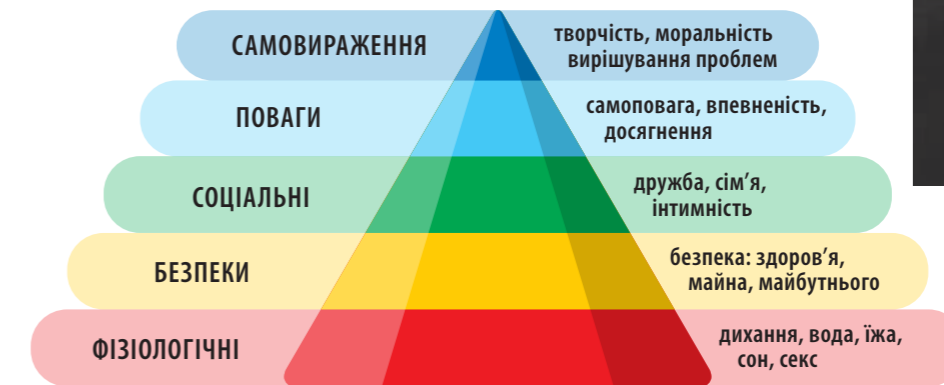 САМОВИРАЖЕННЯ
творчість, моральність
вирішування проблем
ПОВАГИ
самоповага, впевненість,
досягнення
СОЦІАЛЬНІ
дружба, сім’я,
інтимність
БЕЗПЕКИ
безпека: здоров’я,
майна, майбутнього
ФІЗІОЛОГІЧНІ
дихання, вода, їжа,
сон, секс